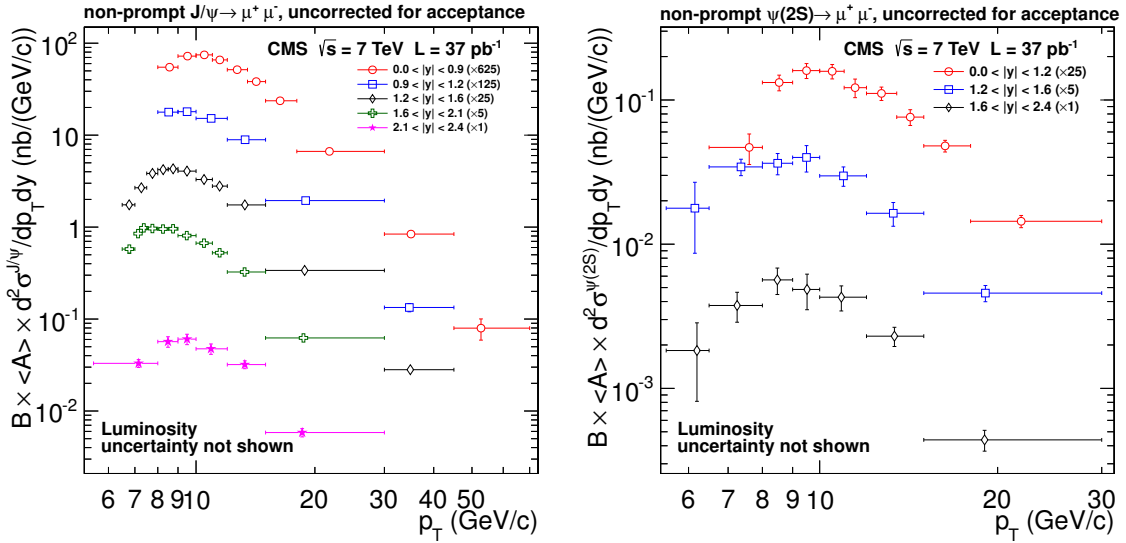 non-prompt J/ψ→ μ⁺ μ⁻, uncorrected for acceptance
CMS √s = 7 TeV L = 37 pb⁻¹
0.0 < |y| < 0.9 (×625)
0.9 < |y| < 1.2 (×125)
1.2 < |y| < 1.6 (×25)
1.6 < |y| < 2.1 (×5)
2.1 < |y| < 2.4 (×1)
B × <A> × d²σ^J/ψ/dp_T dy (nb/(GeV/c))
10²
10
1
10⁻¹
10⁻²
Luminosity
uncertainty not shown
6 7 8 9 10 20 30 40 50
p_T (GeV/c)
non-prompt ψ(2S)→ μ⁺ μ⁻, uncorrected for acceptance
CMS √s = 7 TeV L = 37 pb⁻¹
0.0 < |y| < 1.2 (×25)
1.2 < |y| < 1.6 (×5)
1.6 < |y| < 2.4 (×1)
B × <A> × d²σ^ψ(2S)/dp_T dy (nb/(GeV/c))
10⁻¹
10⁻²
10⁻³
Luminosity
uncertainty not shown
6 7 8 9 10 20 30
p_T (GeV/c)